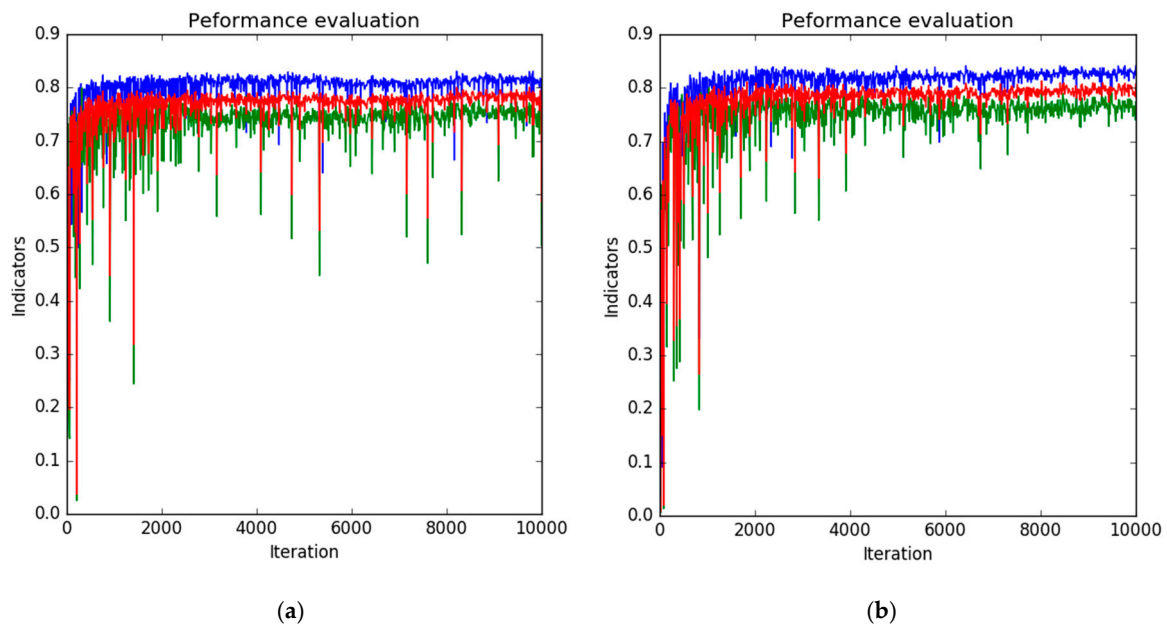 Peformance evaluation
0.9
0.8
0.7
0.6
0.5
0.4
0.3
0.2
0.1
0.0
Indicators
0 2000 4000 6000 8000 10000
Iteration
(a)
Peformance evaluation
0.9
0.8
0.7
0.6
0.5
0.4
0.3
0.2
0.1
0.0
Indicators
0 2000 4000 6000 8000 10000
Iteration
(b)